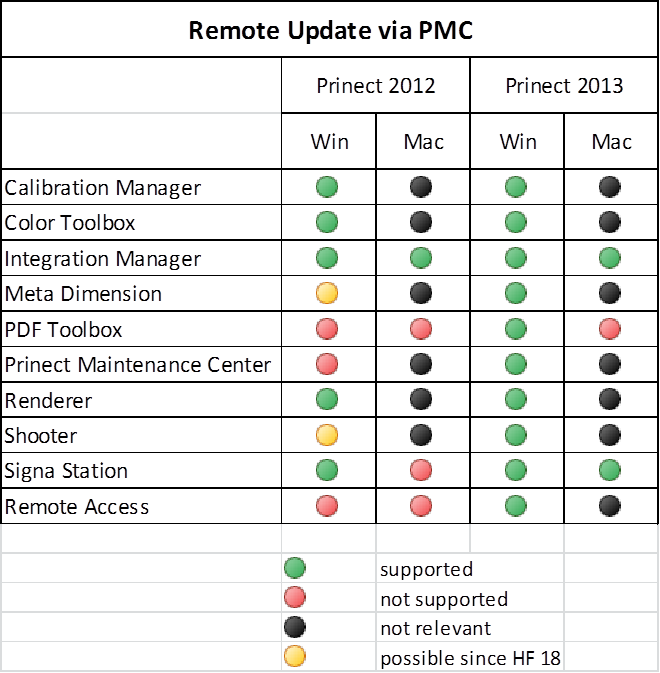 Remote Update via PMC
Prinect 2012 Prinect 2013
Win Mac Win Mac
Calibration Manager
Color Toolbox
Integration Manager
Meta Dimension
PDF Toolbox
Prinect Maintenance Center
Renderer
Shooter
Signa Station
Remote Access
supported
not supported
not relevant
possible since HF 18